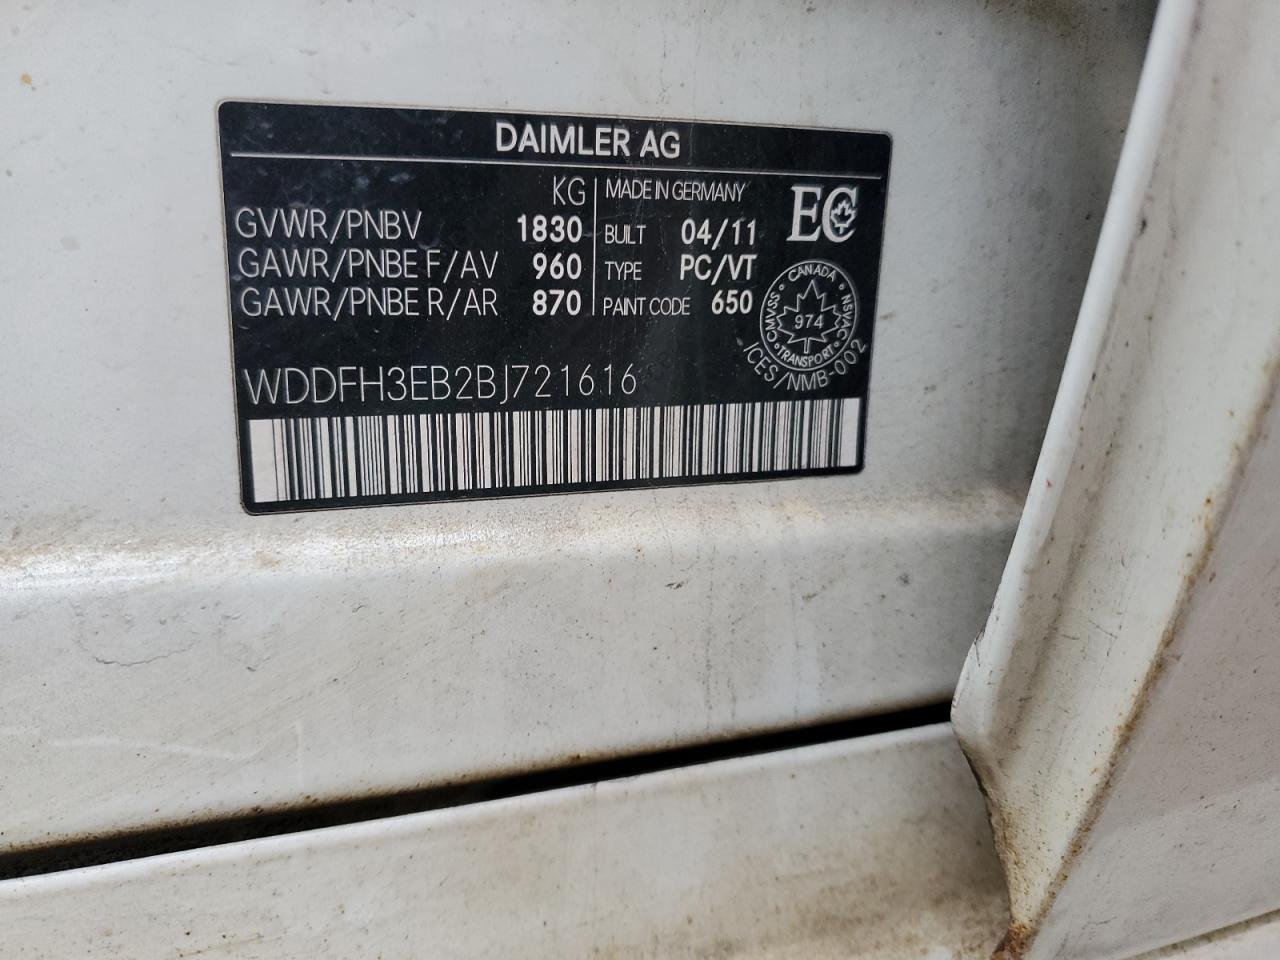 DAIMLER AG
KG
GVWR/PNBV 1830
GAWR/PNBE F/AV 960
GAWR/PNBE R/AR 870
MADE IN GERMANY
BUILT 04/11
TYPE PC/VT
PAINT CODE 650
EC
CANADA
CMVSS NSVAC
974
TRANSPORT
ICES/NMB-002
WDDFH3EB2BJ721616